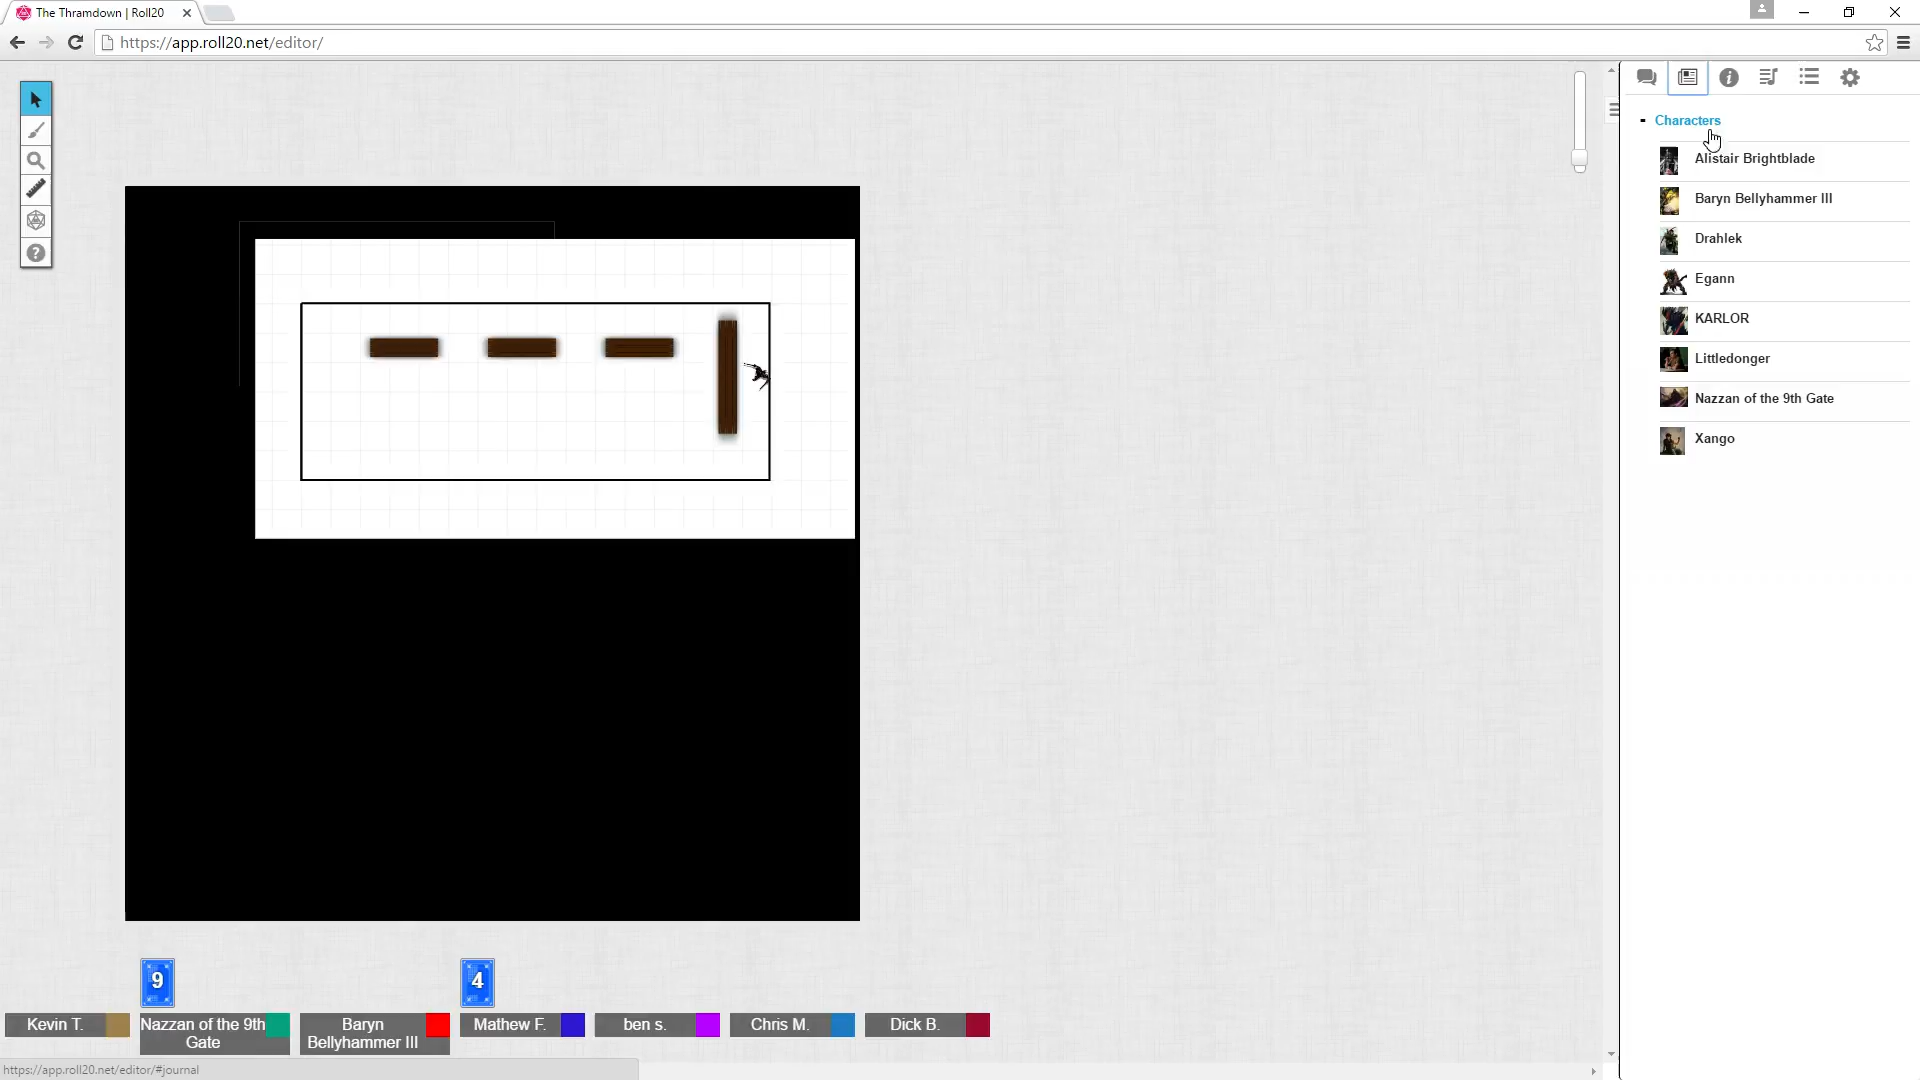 The Thramdown | Roll20
https://app.roll20.net/editor/
Characters
Alistair Brightblade
Baryn Bellyhammer III
Drahlek
Egann
KARLOR
Littledonger
Nazzan of the 9th Gate
Xango
9
4
Kevin T.
Nazzan of the 9th
Gate
Baryn
Bellyhammer III
Mathew F.
ben s.
Chris M.
Dick B.
https://app.roll20.net/editor/#journal